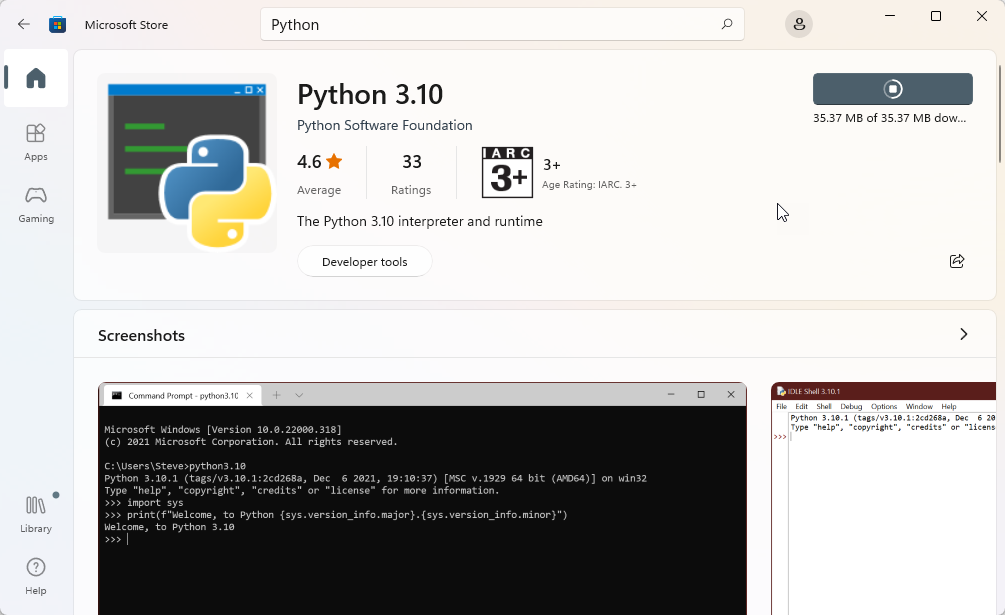 Microsoft Store
Python
Python 3.10
Python Software Foundation
35.37 MB of 35.37 MB dow...
4.6
33
IARC
3+
3+
Average
Ratings
Age Rating: IARC. 3+
The Python 3.10 interpreter and runtime
Developer tools
Apps
Gaming
Library
Help
Screenshots
Command Prompt - python3.10
Microsoft Windows [Version 10.0.22000.318]
(c) 2021 Microsoft Corporation. All rights reserved.
C:\Users\Steve>python3.10
Python 3.10.1 (tags/v3.10.1:2cd268a, Dec  6 2021, 19:10:37) [MSC v.1929 64 bit (AMD64)] on win32
Type "help", "copyright", "credits" or "license" for more information.
>>> import sys
>>> print(f"Welcome, to Python {sys.version_info.major}.{sys.version_info.minor}")
Welcome, to Python 3.10
>>>
IDLE Shell 3.10.1
File Edit Shell Debug Options Window Help
Python 3.10.1 (tags/v3.10.1:2cd268a, Dec  6 20
Type "help", "copyright", "credits" or "licens
>>>